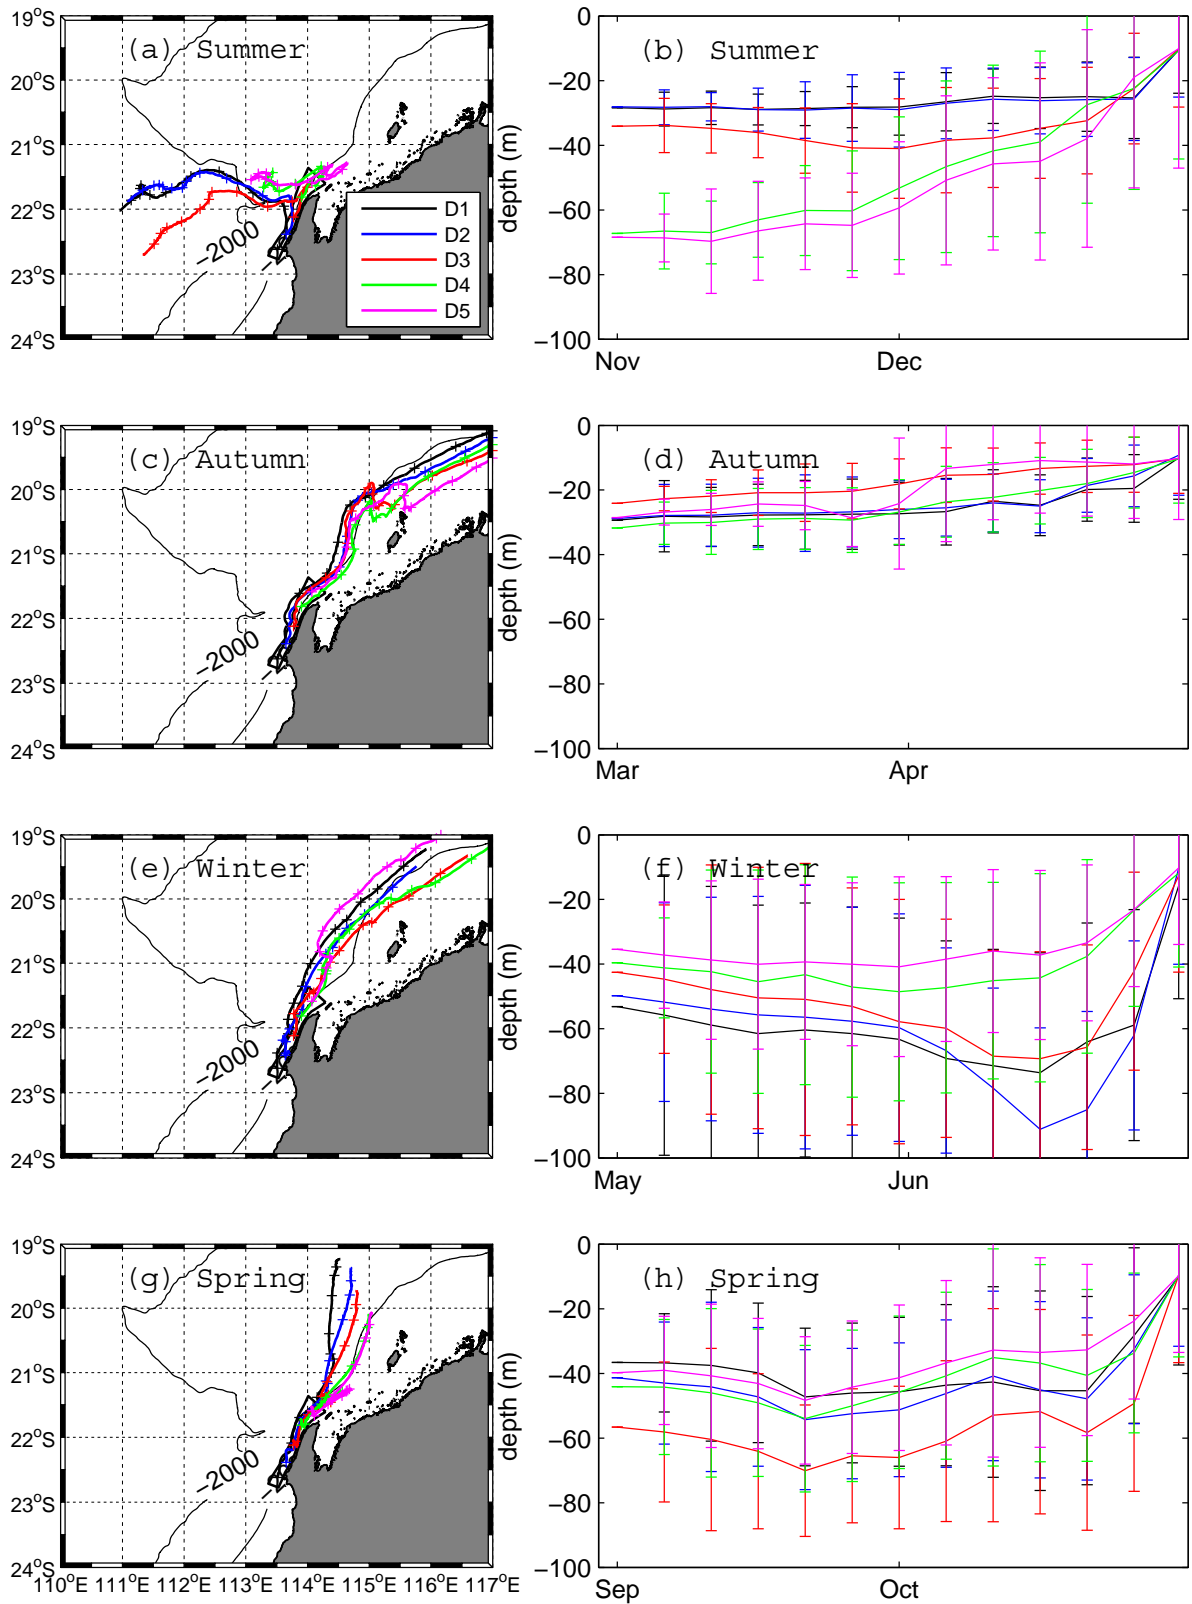 (a) Summer
19°S
20°S
21°S
22°S
23°S
24°S
−2000
D1
D2
D3
D4
D5
(b) Summer
depth (m)
0
−20
−40
−60
−80
−100
Nov Dec
(c) Autumn
19°S
20°S
21°S
22°S
23°S
24°S
−2000
(d) Autumn
depth (m)
0
−20
−40
−60
−80
−100
Mar Apr
(e) Winter
19°S
20°S
21°S
22°S
23°S
24°S
−2000
(f) Winter
depth (m)
0
−20
−40
−60
−80
−100
May Jun
(g) Spring
19°S
20°S
21°S
22°S
23°S
24°S
−2000
110°E 111°E 112°E 113°E 114°E 115°E 116°E 117°E
(h) Spring
depth (m)
0
−20
−40
−60
−80
−100
Sep Oct